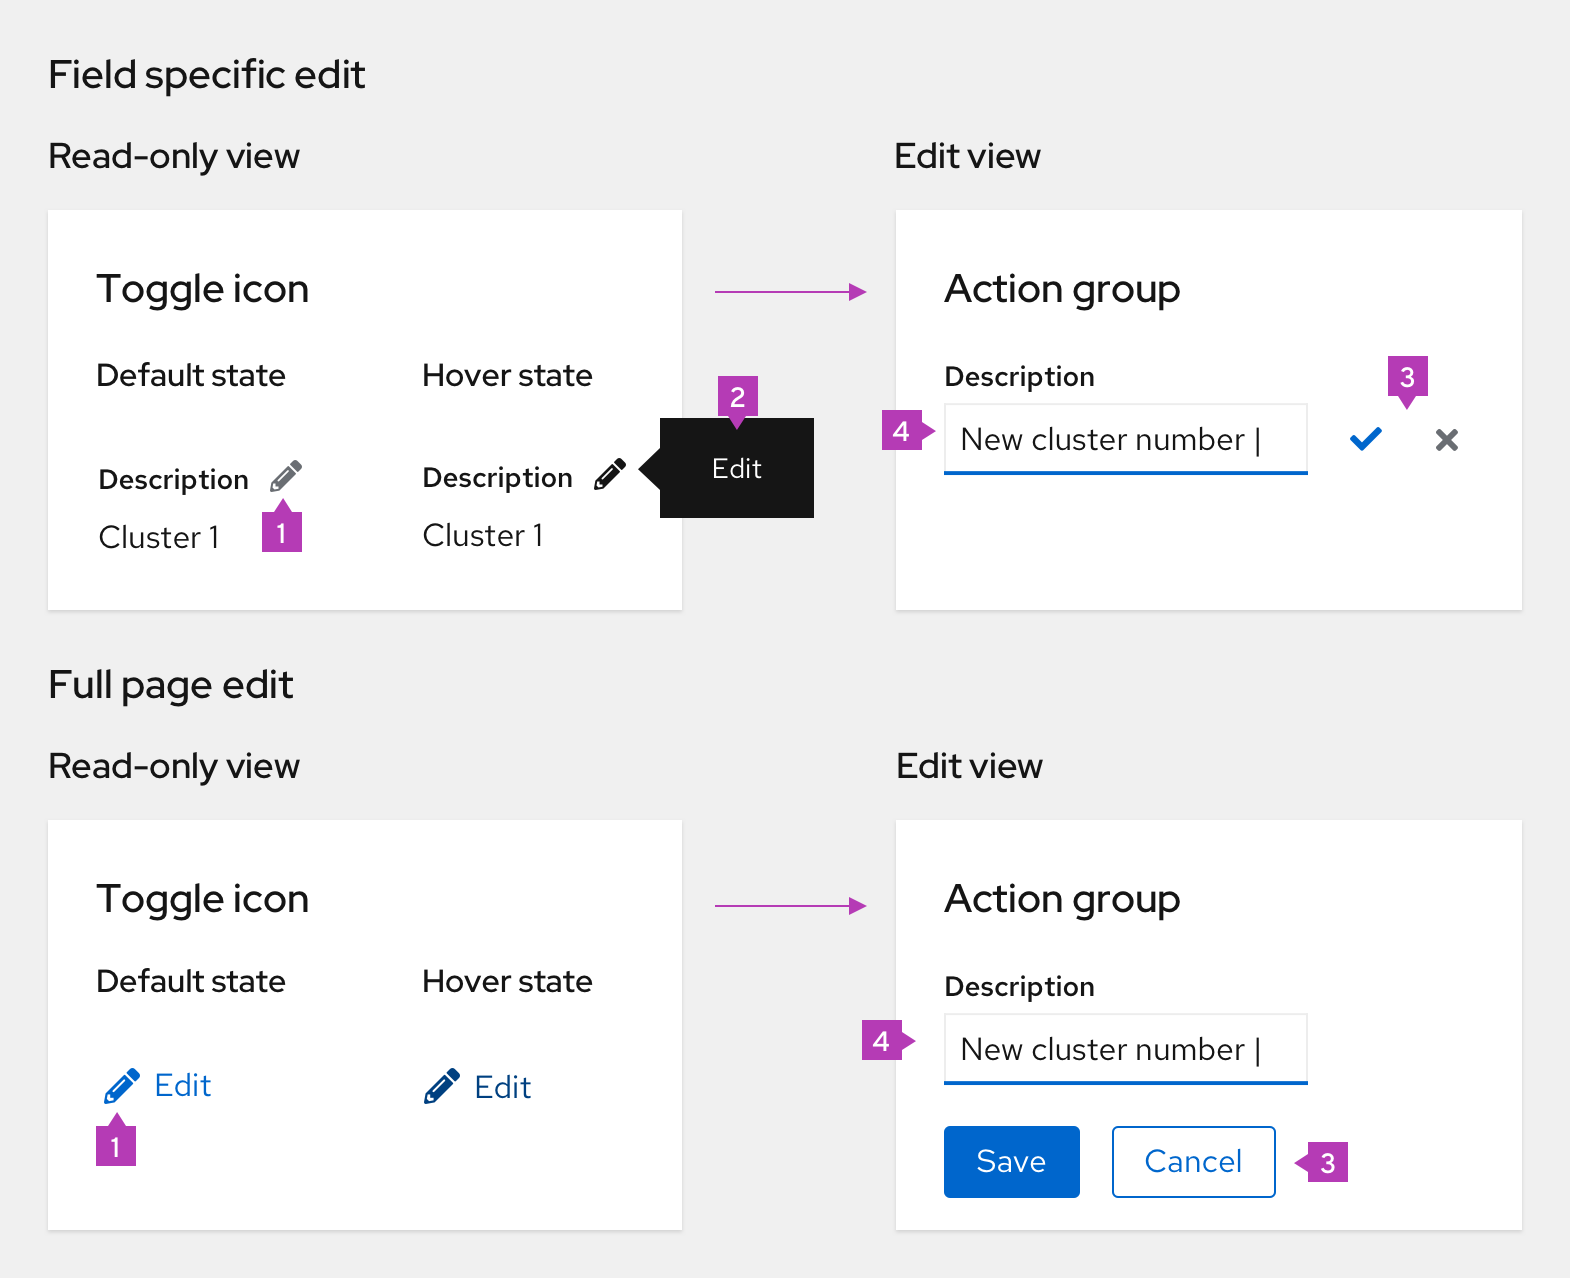 Field specific edit
Read-only view
Edit view
Toggle icon
Action group
Default state
Hover state
Description
3
2
4
New cluster number |
Description
Description
Edit
1
Cluster 1
Cluster 1
Full page edit
Read-only view
Edit view
Toggle icon
Action group
Default state
Hover state
Description
4
New cluster number |
Edit
Edit
1
Save
Cancel
3